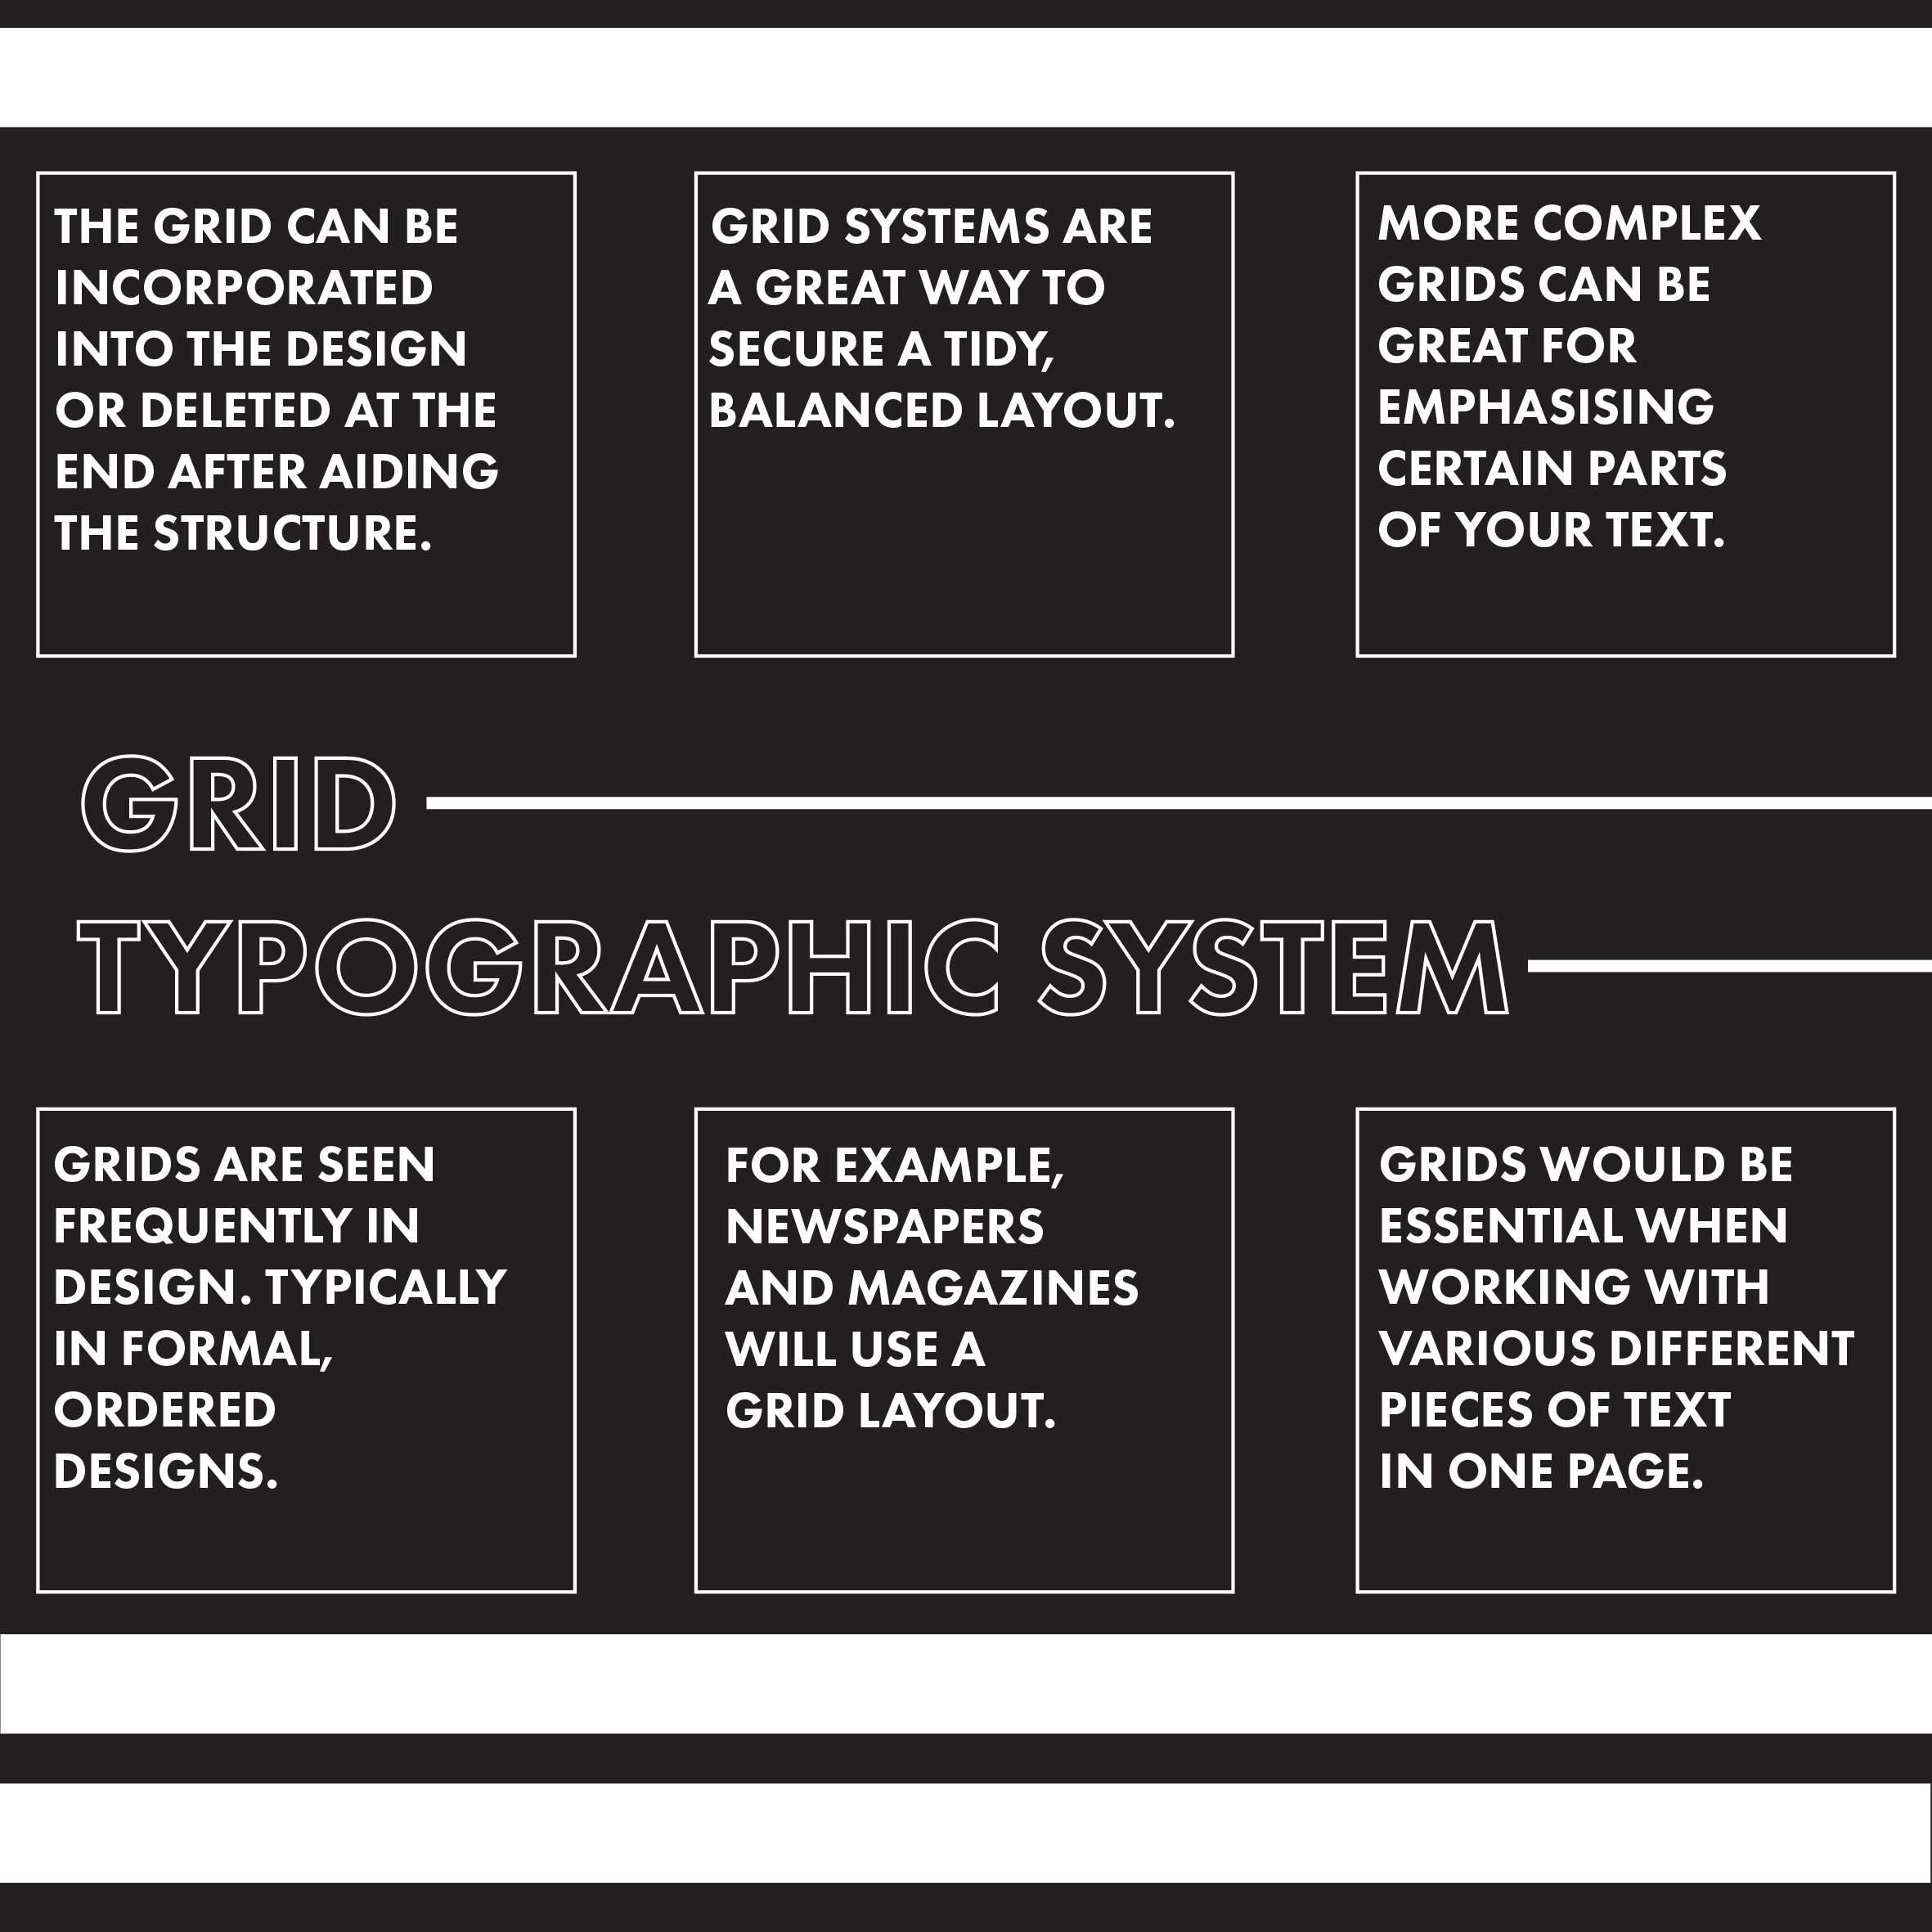 THE GRID CAN BE
INCORPORATED
INTO THE DESIGN
OR DELETED AT THE
END AFTER AIDING
THE STRUCTURE.
GRID SYSTEMS ARE
A GREAT WAY TO
SECURE A TIDY,
BALANCED LAYOUT.
MORE COMPLEX
GRIDS CAN BE
GREAT FOR
EMPHASISING
CERTAIN PARTS
OF YOUR TEXT.
GRID
TYPOGRAPHIC SYSTEM
GRIDS ARE SEEN
FREQUENTLY IN
DESIGN. TYPICALLY
IN FORMAL,
ORDERED
DESIGNS.
FOR EXAMPLE,
NEWSPAPERS
AND MAGAZINES
WILL USE A
GRID LAYOUT.
GRIDS WOULD BE
ESSENTIAL WHEN
WORKING WITH
VARIOUS DIFFERENT
PIECES OF TEXT
IN ONE PAGE.